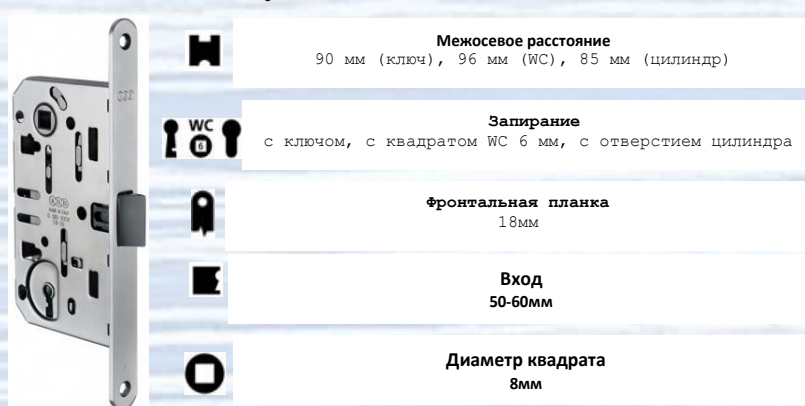 Межосевое расстояние
90 мм (ключ), 96 мм (WC), 85 мм (цилиндр)
WC
6
Запирание
с ключом, с квадратом WC 6 мм, с отверстием цилиндра
Фронтальная планка
18мм
Вход
50-60мм
Диаметр квадрата
8мм